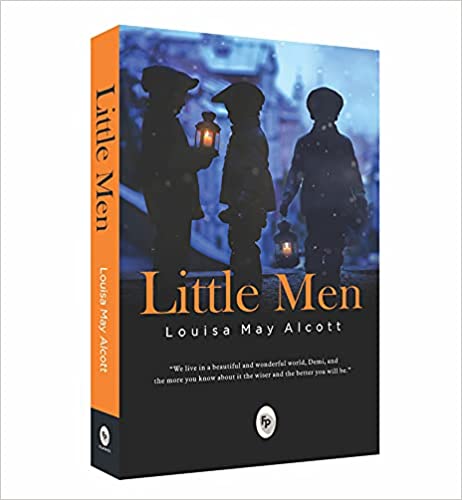 Little Men
Louisa May Alcott
Little Men
Louisa May Alcott
"We live in a beautiful and wonderful world, Demi, and
the more you know about it the wiser and the better you will be."
FP